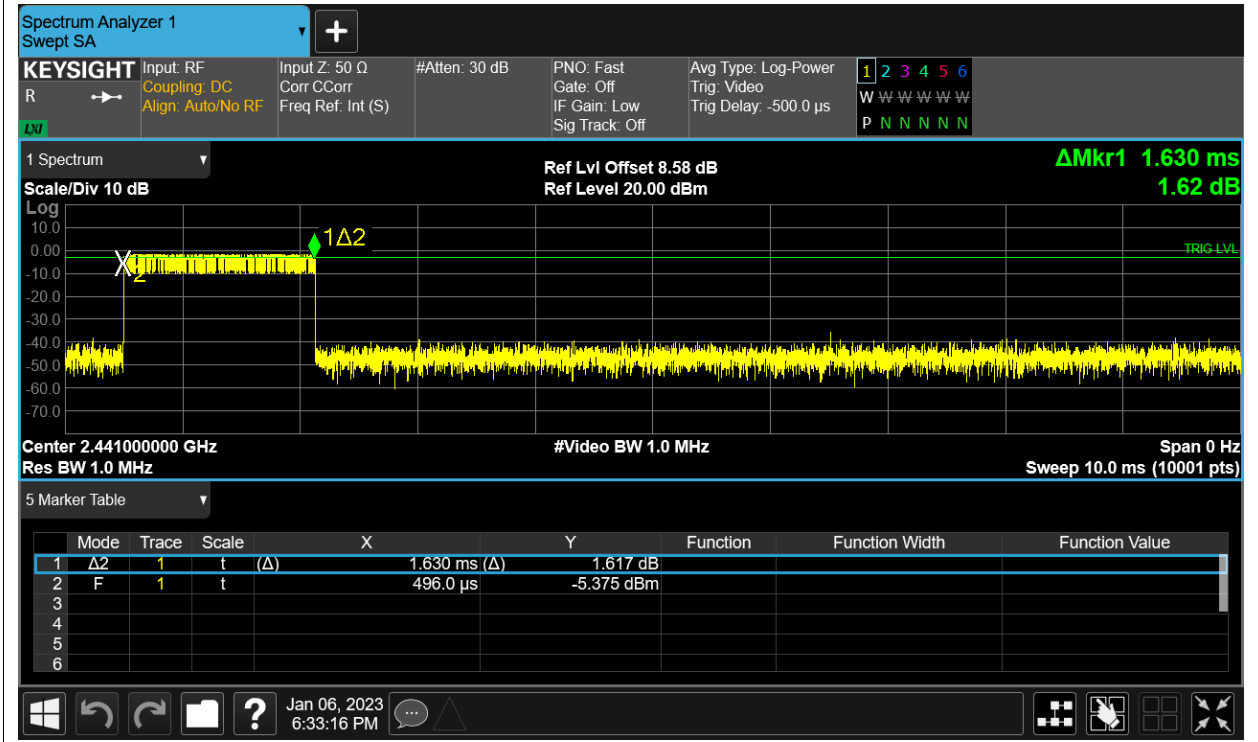 Spectrum Analyzer 1
Swept SA
KEYSIGHT
R
LXI
Input: RF
Coupling: DC
Align: Auto/No RF
Input Z: 50 Ω
Corr CCorr
Freq Ref: Int (S)
#Atten: 30 dB
PNO: Fast
Gate: Off
IF Gain: Low
Sig Track: Off
Avg Type: Log-Power
Trig: Video
Trig Delay: -500.0 µs
1 2 3 4 5 6
W W W W W W
P N N N N N
1 Spectrum
Scale/Div 10 dB
Ref Lvl Offset 8.58 dB
Ref Level 20.00 dBm
ΔMkr1 1.630 ms
1.62 dB
Log
10.0
0.00
-10.0
-20.0
-30.0
-40.0
-50.0
-60.0
-70.0
1Δ2
X
2
TRIG LVL
Center 2.441000000 GHz
#Video BW 1.0 MHz
Span 0 Hz
Res BW 1.0 MHz
Sweep 10.0 ms (10001 pts)
5 Marker Table
Mode Trace Scale X Y Function Function Width Function Value
1 Δ2 1 t (Δ) 1.630 ms (Δ) 1.617 dB
2 F 1 t 496.0 µs -5.375 dBm
3
4
5
6
?
Jan 06, 2023
6:33:16 PM